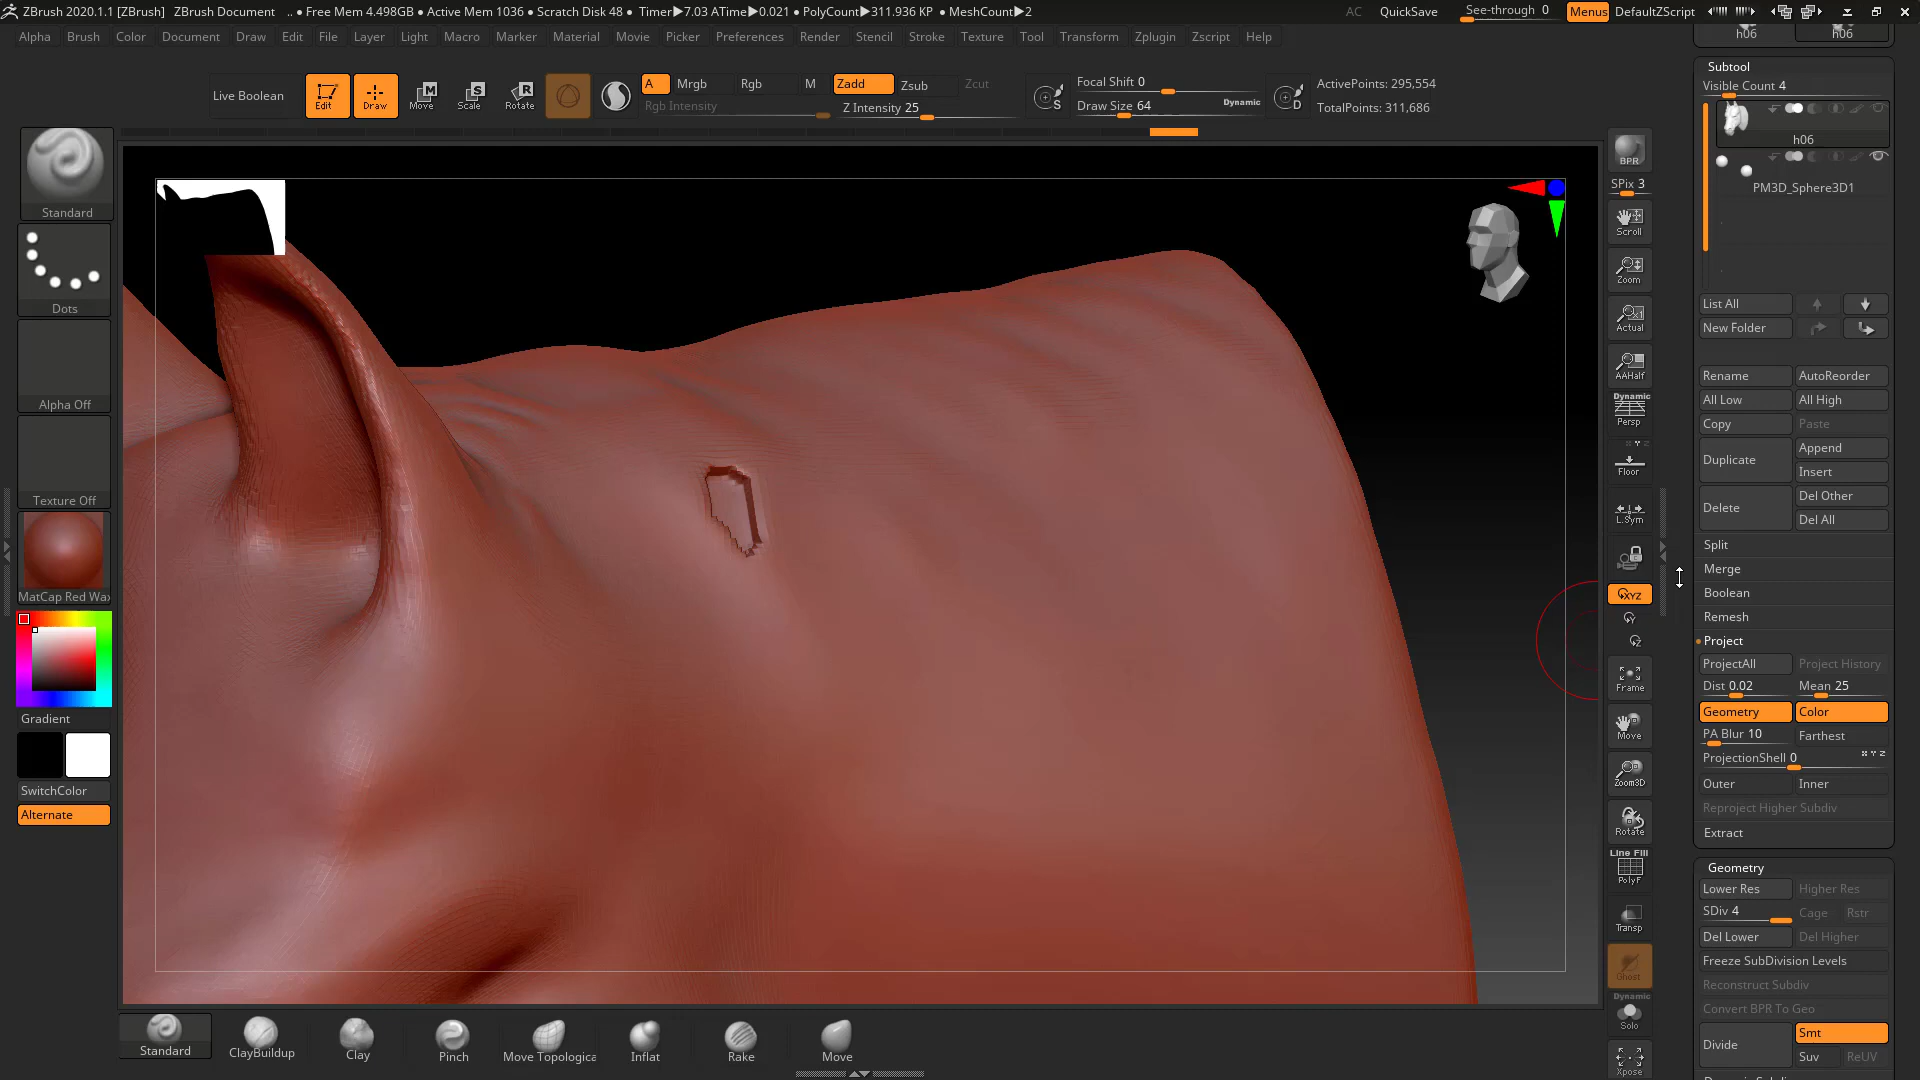 ZBrush 2020.1.1 [ZBrush] ZBrush Document .. • Free Mem 4.498GB • Active Mem 1036 • Scratch Disk 48 • Timer▶7.03 ATime▶0.021 • PolyCount▶311.936 KP • MeshCount▶2 AC QuickSave See-through 0 Menus DefaultZScript
Alpha Brush Color Document Draw Edit File Layer Light Macro Marker Material Movie Picker Preferences Render Stencil Stroke Texture Tool Transform Zplugin Zscript Help
h06 h06
Live Boolean Edit Draw Move Scale Rotate A Mrgb Rgb M Zadd Zsub Zcut Focal Shift 0 ActivePoints: 295,554
Rgb Intensity Z Intensity 25 Draw Size 64 Dynamic TotalPoints: 311,686
Standard
Dots
Alpha Off
Texture Off
MatCap Red Wax
Gradient
SwitchColor
Alternate
BPR
SPix 3
Scroll
Zoom
Actual
AAHalf
Dynamic
Persp
Floor
L.Sym
XYZ
Y
Z
Frame
Move
Zoom3D
Rotate
Line Fill
PolyF
Transp
Ghost
Dynamic
Solo
Xpose
Subtool
Visible Count 4
h06
PM3D_Sphere3D1
List All
New Folder
Rename AutoReorder
All Low All High
Copy Paste
Duplicate Append
Insert
Delete Del Other
Del All
Split
Merge
Boolean
Remesh
Project
ProjectAll Project History
Dist 0.02 Mean 25
Geometry Color
PA Blur 10 Farthest
ProjectionShell 0 X Y Z
Outer Inner
Reproject Higher Subdiv
Extract
Geometry
Lower Res Higher Res
SDiv 4 Cage Rstr
Del Lower Del Higher
Freeze SubDivision Levels
Reconstruct Subdiv
Convert BPR To Geo
Divide Smt
Suv ReUV
Standard ClayBuildup Clay Pinch Move Topologica Inflat Rake Move